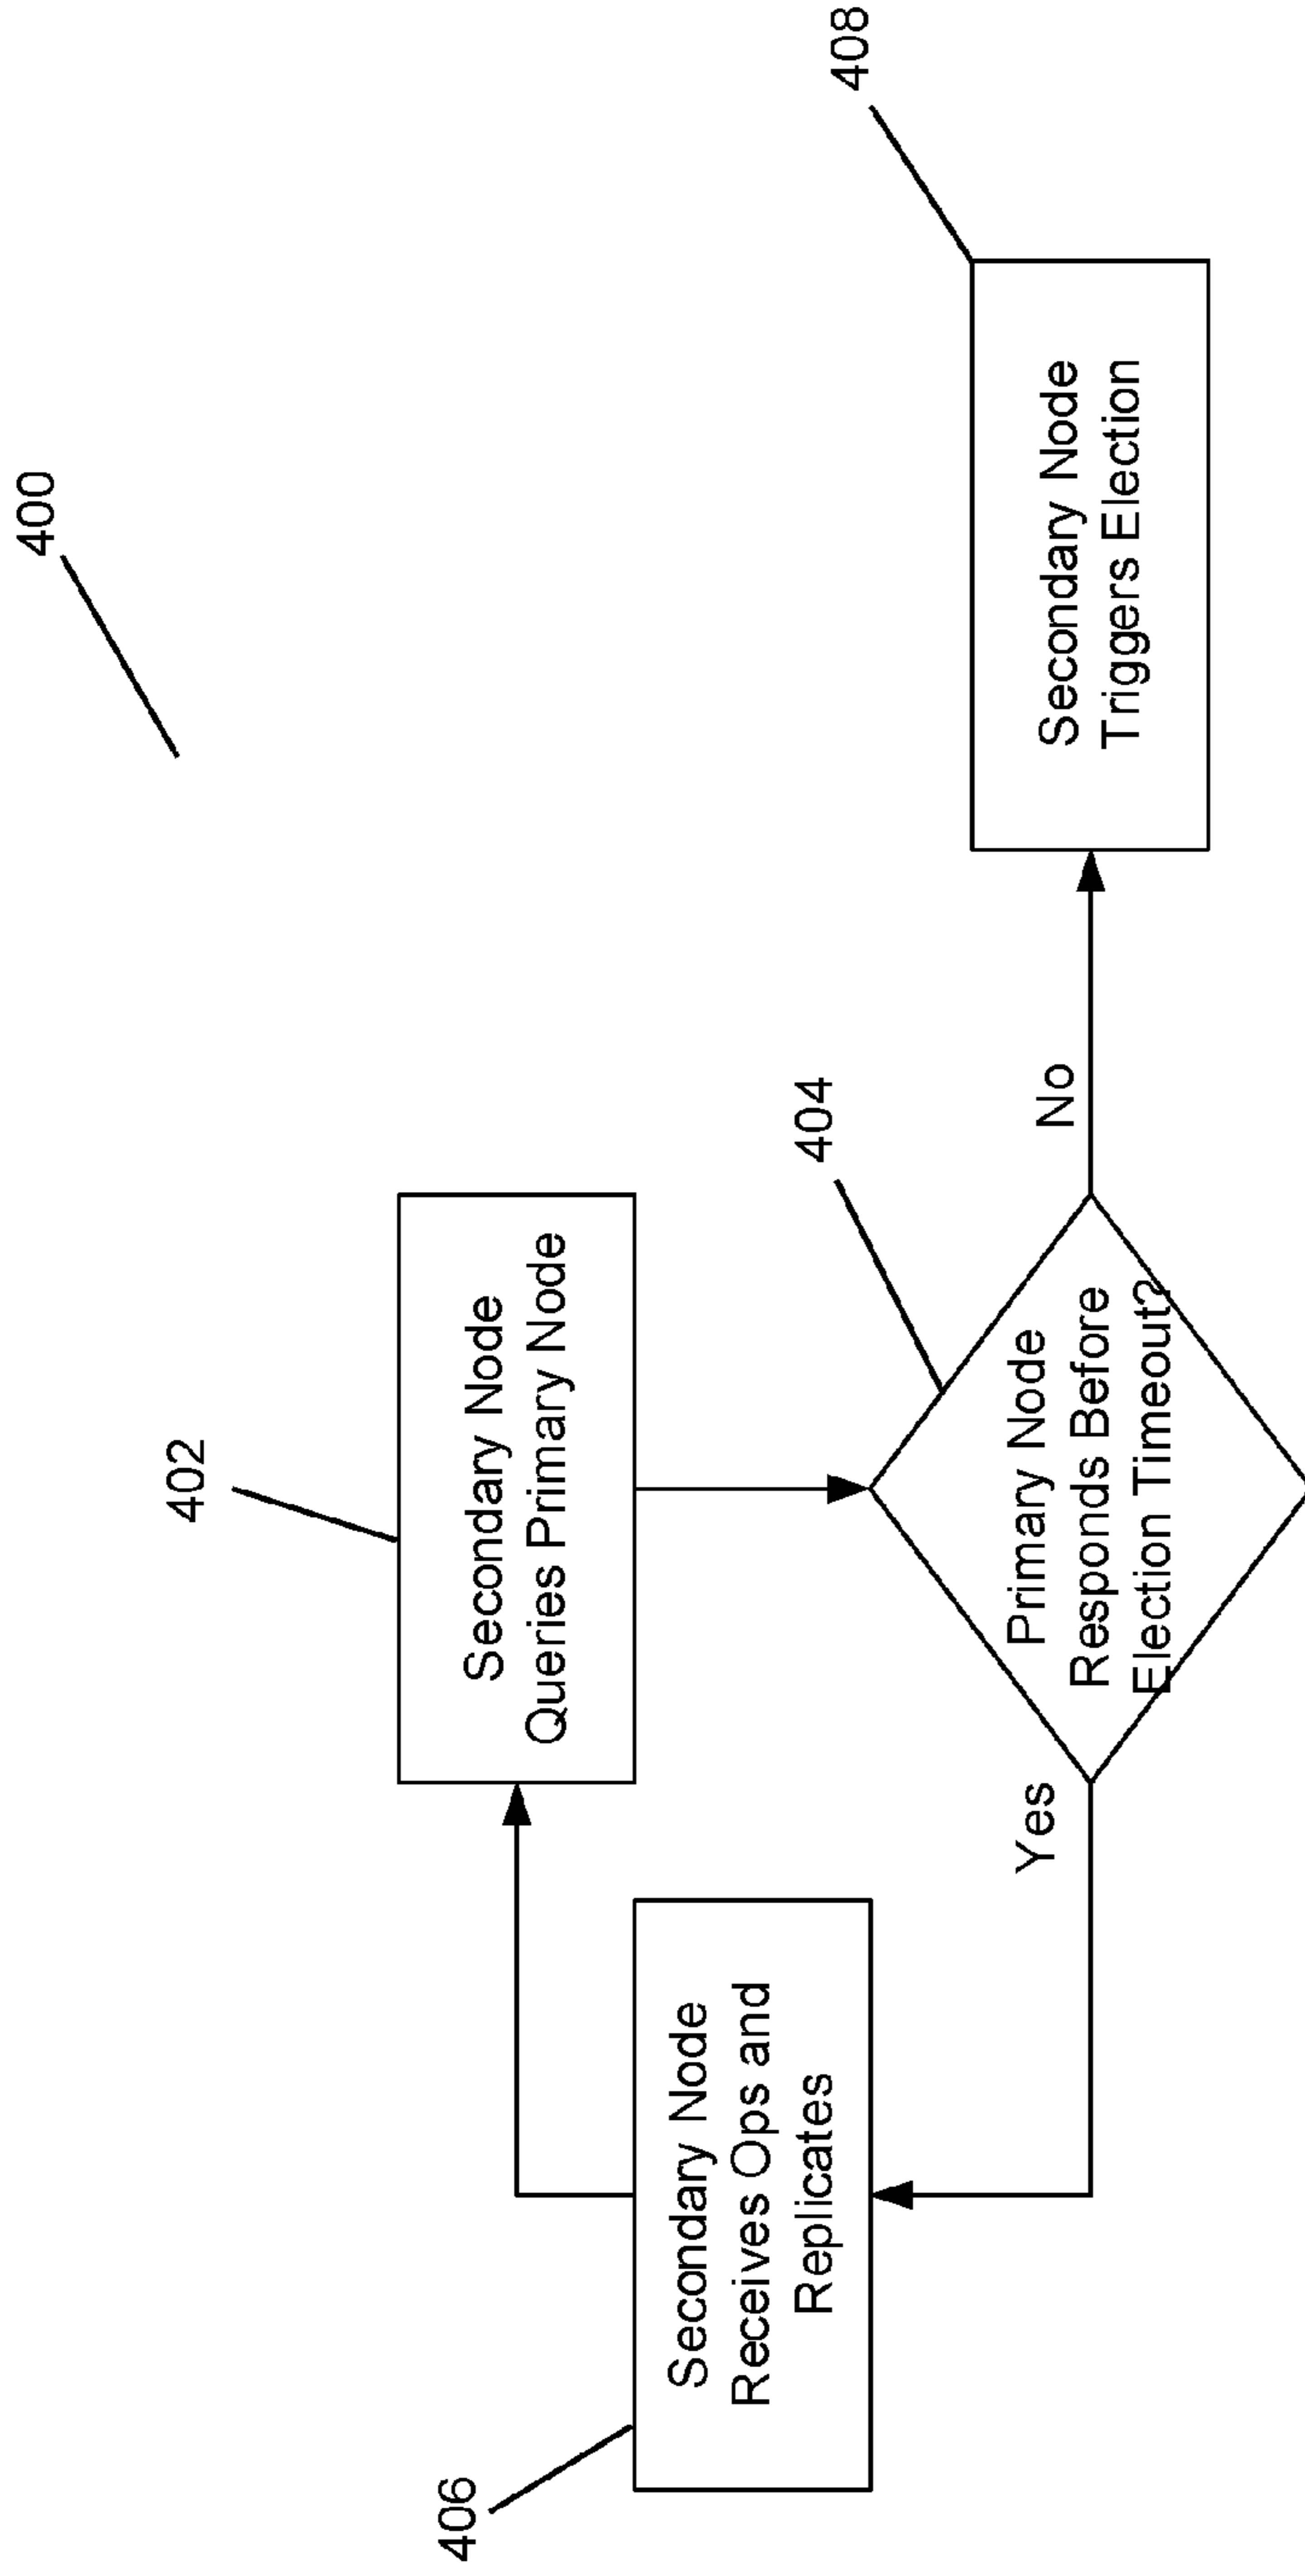 400
402
Secondary Node
Queries Primary Node
406
Secondary Node
Receives Ops and
Replicates
404
Primary Node
Responds Before
Election Timeout?
Yes
No
408
Secondary Node
Triggers Election